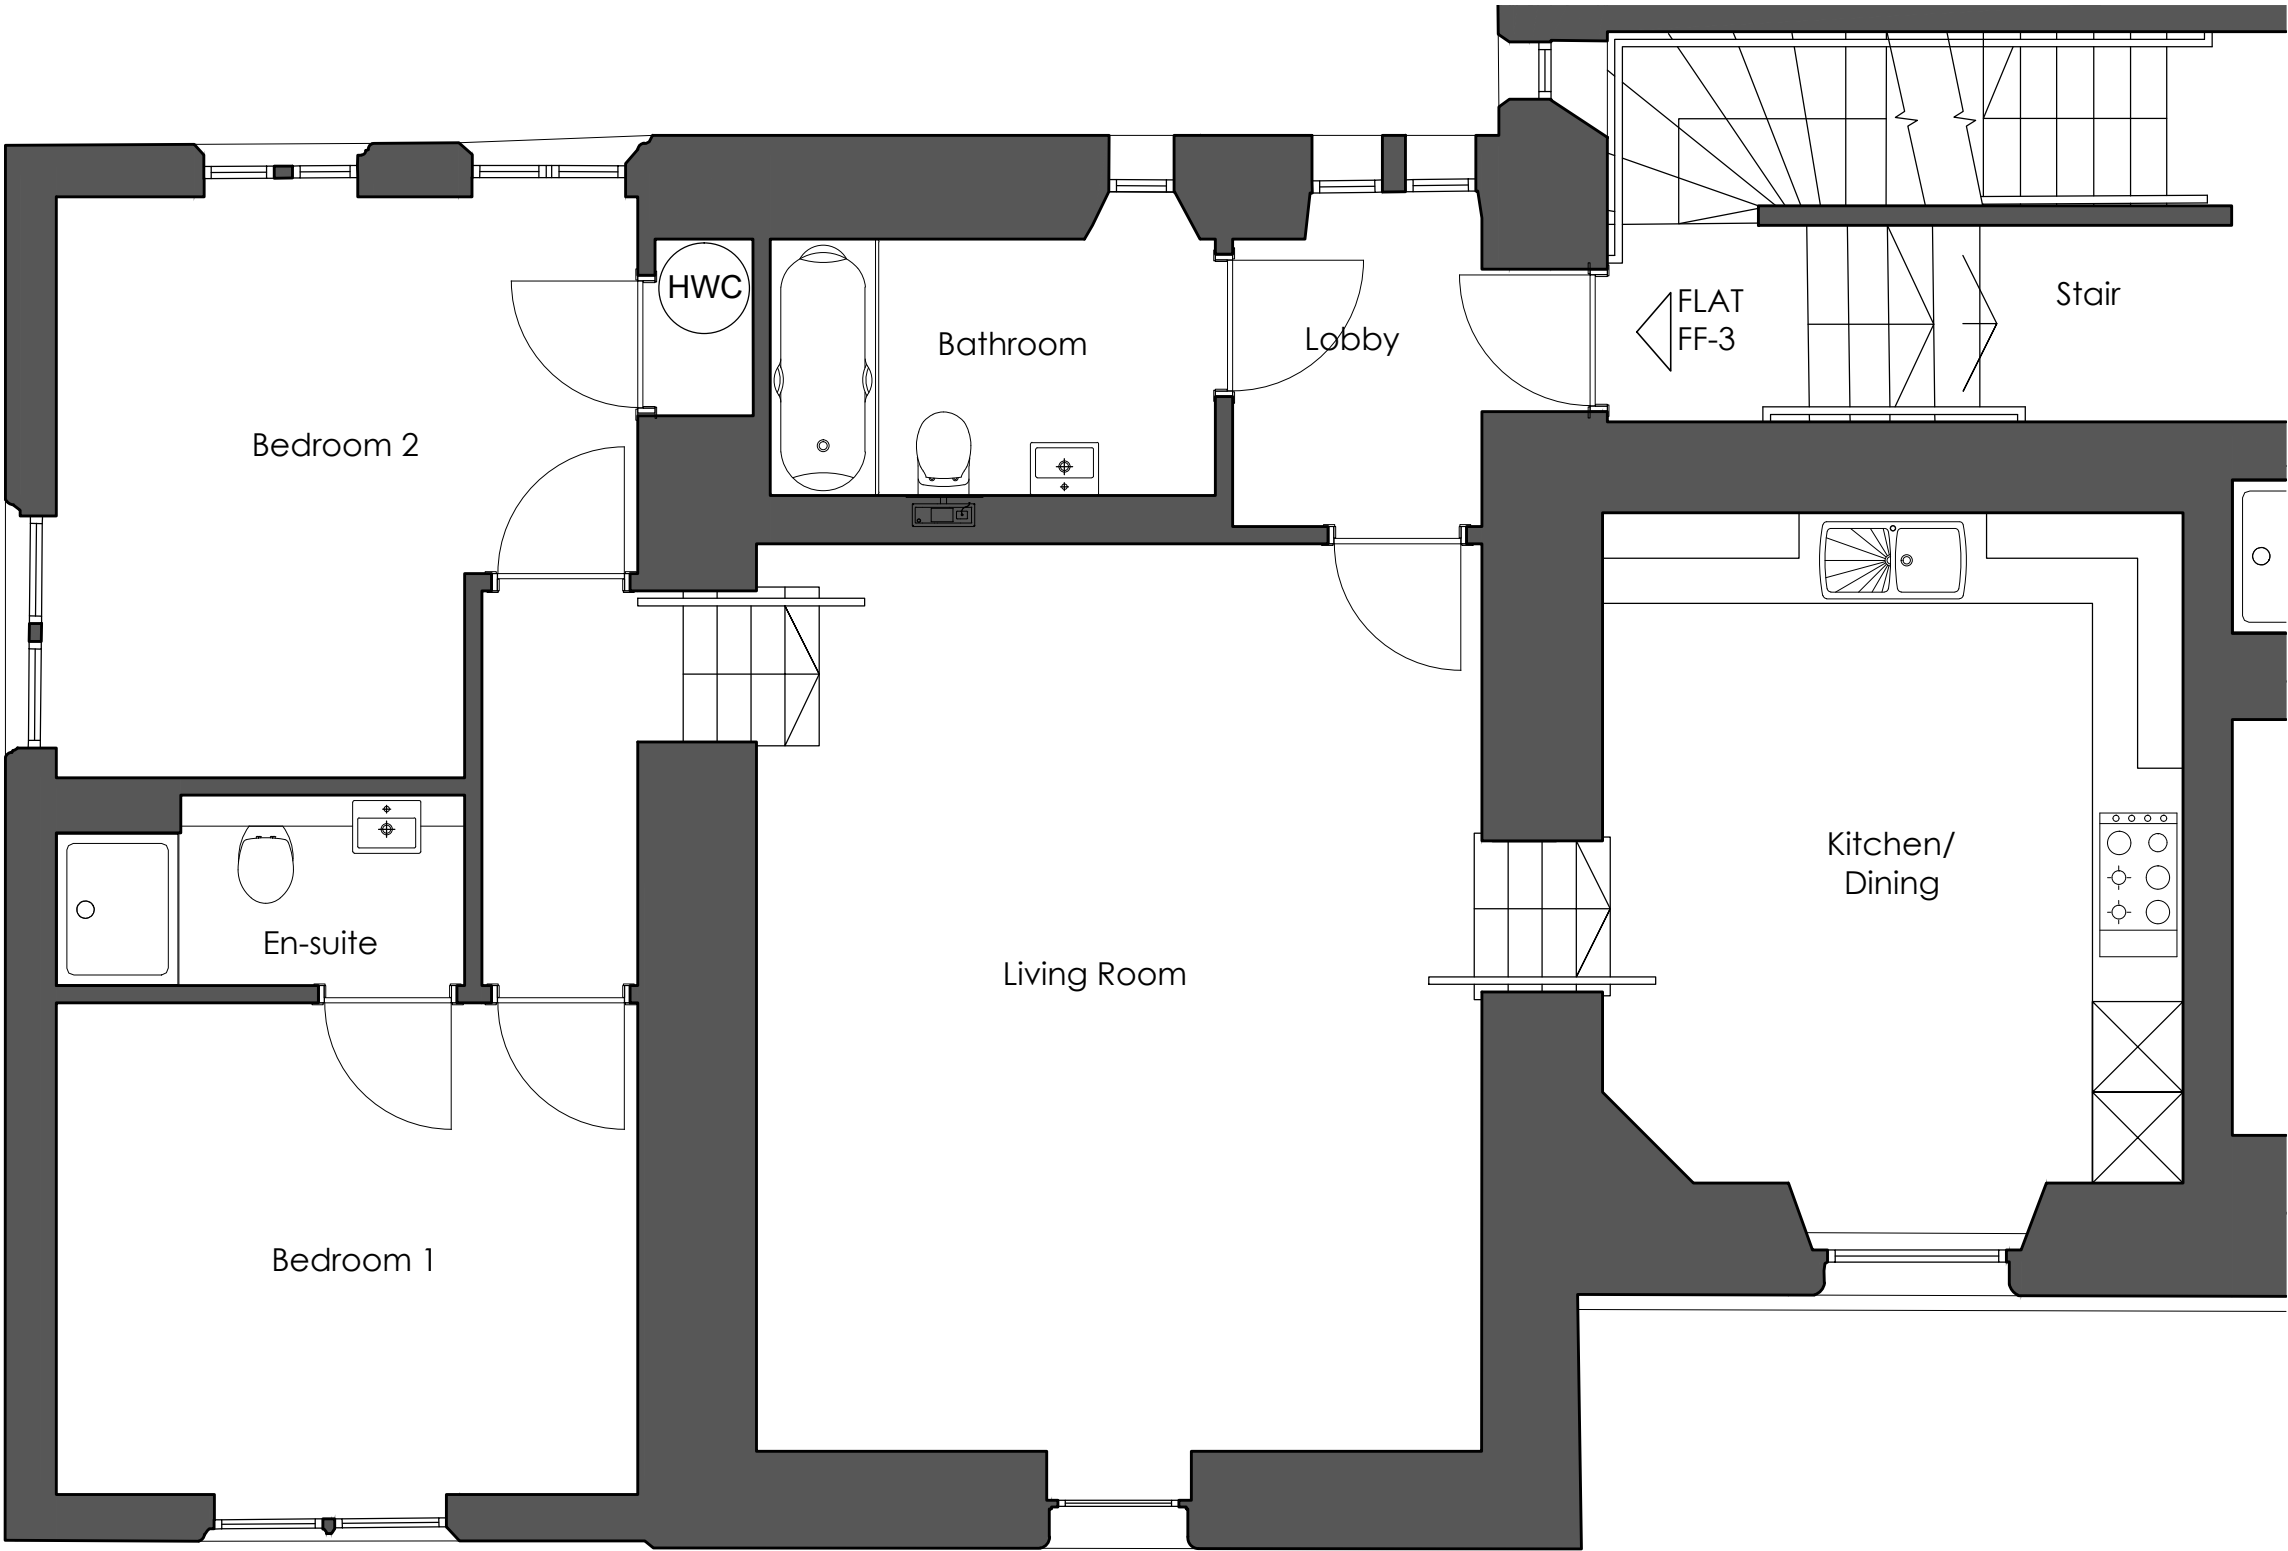 HWC
FLAT
FF-3
Stair
Bathroom
Lobby
Bedroom 2
Kitchen/
Dining
En-suite
Living Room
Bedroom 1